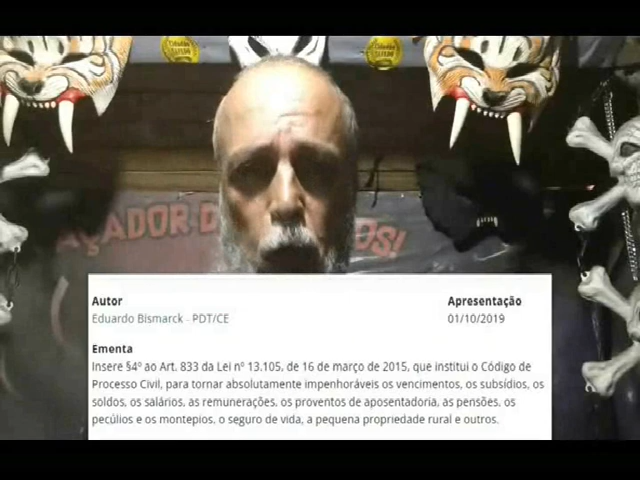 AÇADOR D
OS!
Autor
Apresentação
Eduardo Bismarck - PDT/CE
01/10/2019
Ementa
Insere §4º ao Art. 833 da Lei nº 13.105, de 16 de março de 2015, que institui o Código de
Processo Civil, para tornar absolutamente impenhoráveis os vencimentos, os subsídios, os
soldos, os salários, as remunerações, os proventos de aposentadoria, as pensões, os
pecúlios e os montepios, o seguro de vida, a pequena propriedade rural e outros.